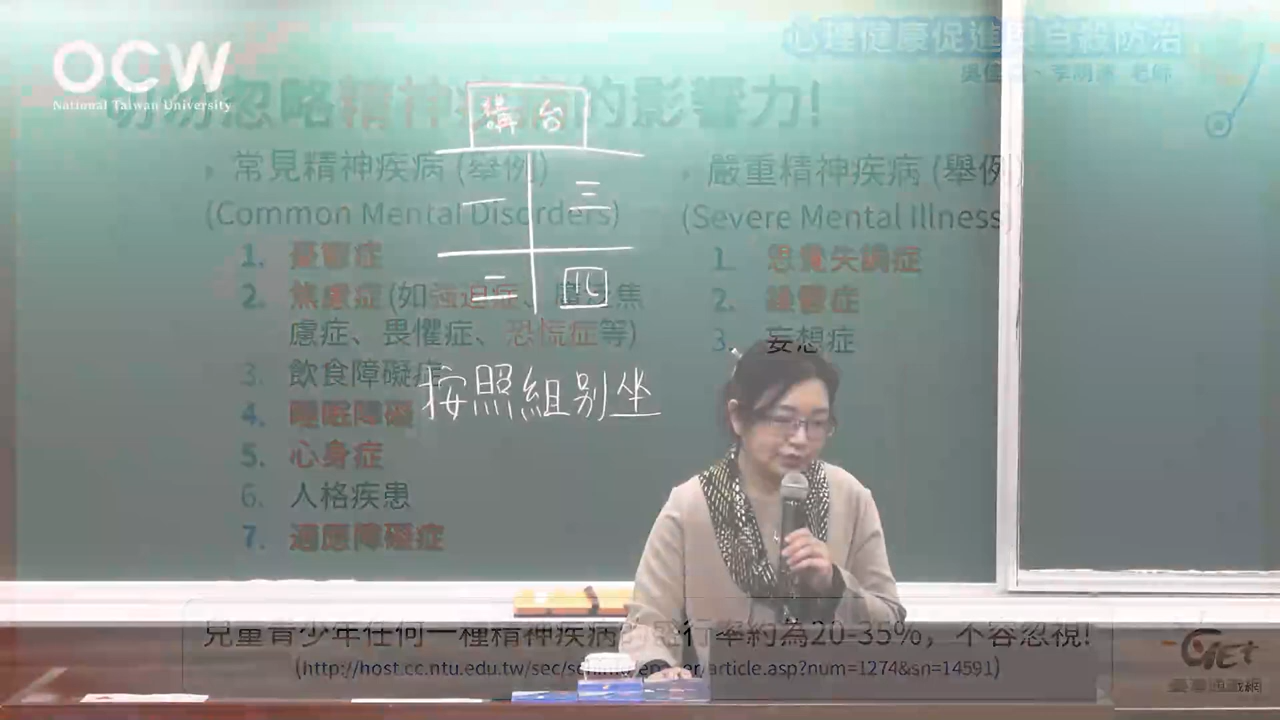 OCW
National Taiwan University
心理健康促進與自殺防治
老師
忽略精神疾病的影響力!
講台
一 三
二 四
按照組別坐
常見精神疾病 (舉例)
(Common Mental Disorders)
1. 憂鬱症
2. 焦慮症 (如強迫症、廣泛焦
慮症、畏懼症、恐慌症等)
3. 飲食障礙症
4. 睡眠障礙
5. 心身症
6. 人格疾患
7. 適應障礙症
嚴重精神疾病 (舉例)
(Severe Mental Illness)
1. 思覺失調症
2. 躁鬱症
3. 妄想症
兒童青少年任何一種精神疾病的盛行率約為20-35%，不容忽視!
(http://host.cc.ntu.edu.tw/sec/schinfo/ /article.asp?num=1274&sn=14591)
GET